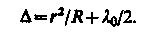 Δ = r²/R + λ₀/2.